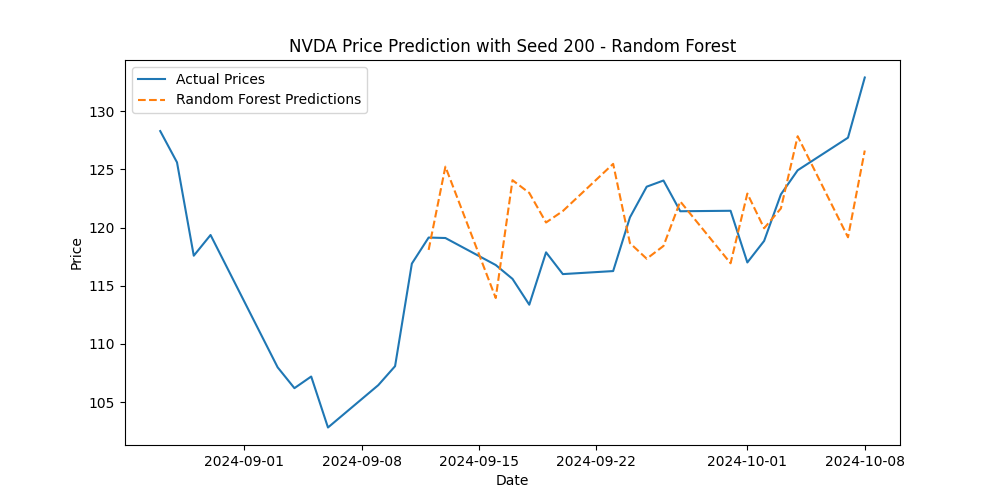 NVDA Price Prediction with Seed 200 - Random Forest
Actual Prices
Random Forest Predictions
Price
130
125
120
115
110
105
2024-09-01
2024-09-08
2024-09-15
2024-09-22
2024-10-01
2024-10-08
Date